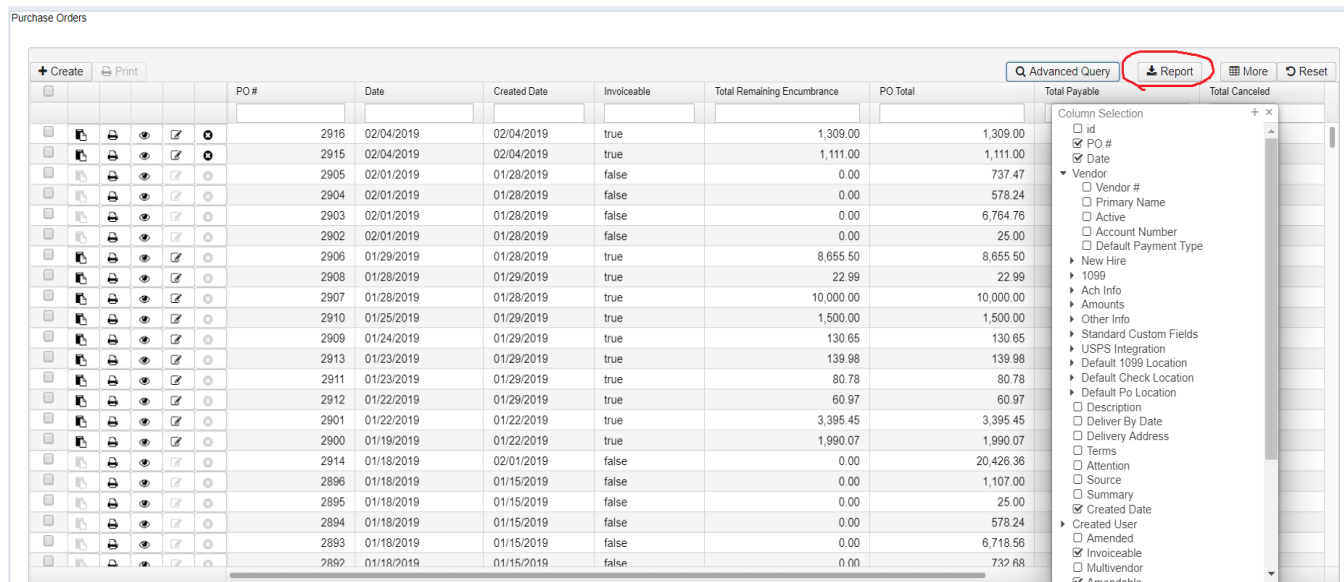 Purchase Orders
Create Print Advanced Query Report More Reset
PO # Date Created Date Invoiceable Total Remaining Encumbrance PO Total Total Payable Total Canceled
Column Selection
id
2916 02/04/2019 02/04/2019 true 1,309.00 1,309.00
PO #
2915 02/04/2019 02/04/2019 true 1,111.00 1,111.00
Date
2905 02/01/2019 01/28/2019 false 0.00 737.47
Vendor
2904 02/01/2019 01/28/2019 false 0.00 578.24
Vendor #
Primary Name
2903 02/01/2019 01/28/2019 false 0.00 6,764.76
Active
2902 02/01/2019 01/28/2019 false 0.00 25.00
Account Number
Default Payment Type
2906 01/29/2019 01/28/2019 true 8,655.50 8,655.50
New Hire
2908 01/28/2019 01/29/2019 true 22.99 22.99
1099
Ach Info
2907 01/28/2019 01/28/2019 true 10,000.00 10,000.00
Amounts
2910 01/25/2019 01/29/2019 true 1,500.00 1,500.00
Other Info
2909 01/24/2019 01/29/2019 true 130.65 130.65
Standard Custom Fields
2913 01/23/2019 01/29/2019 true 139.98 139.98
USPS Integration
Default 1099 Location
2911 01/23/2019 01/29/2019 true 80.78 80.78
Default Check Location
2912 01/22/2019 01/29/2019 true 60.97 60.97
Default Po Location
Description
2901 01/22/2019 01/22/2019 true 3,395.45 3,395.45
Deliver By Date
2900 01/19/2019 01/22/2019 true 1,990.07 1,990.07
Delivery Address
Terms
2914 01/18/2019 02/01/2019 false 0.00 20,426.36
Attention
2896 01/18/2019 01/15/2019 false 0.00 1,107.00
Source
Summary
2895 01/18/2019 01/15/2019 false 0.00 25.00
Created Date
2894 01/18/2019 01/15/2019 false 0.00 578.24
Created User
Amended
2893 01/18/2019 01/15/2019 false 0.00 6,718.56
Invoiceable
2892 01/18/2019 01/15/2019 false 0.00 732.68
Multivendor
Amendable